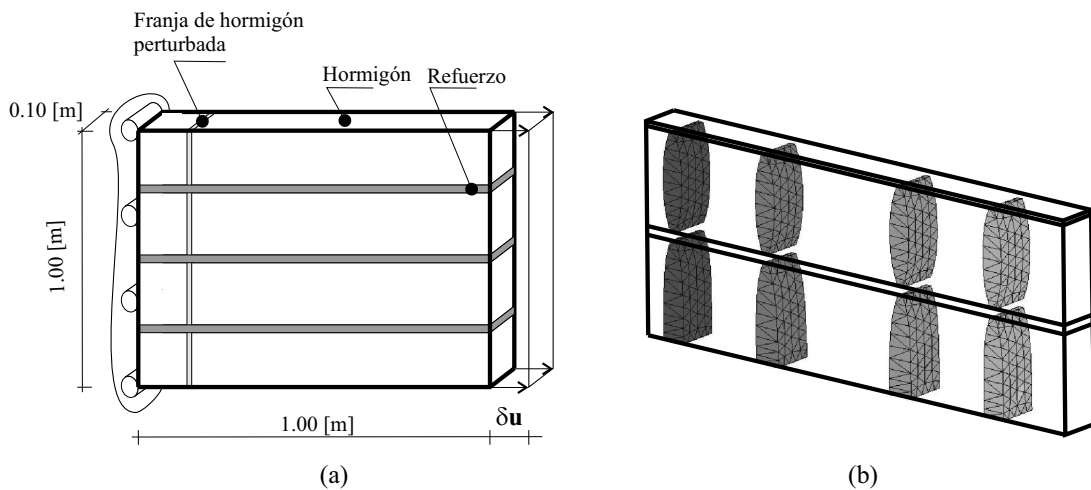 Franja de hormigón
perturbada
Hormigón
Refuerzo
0.10 [m]
1.00 [m]
1.00 [m]
δu
(a)
(b)